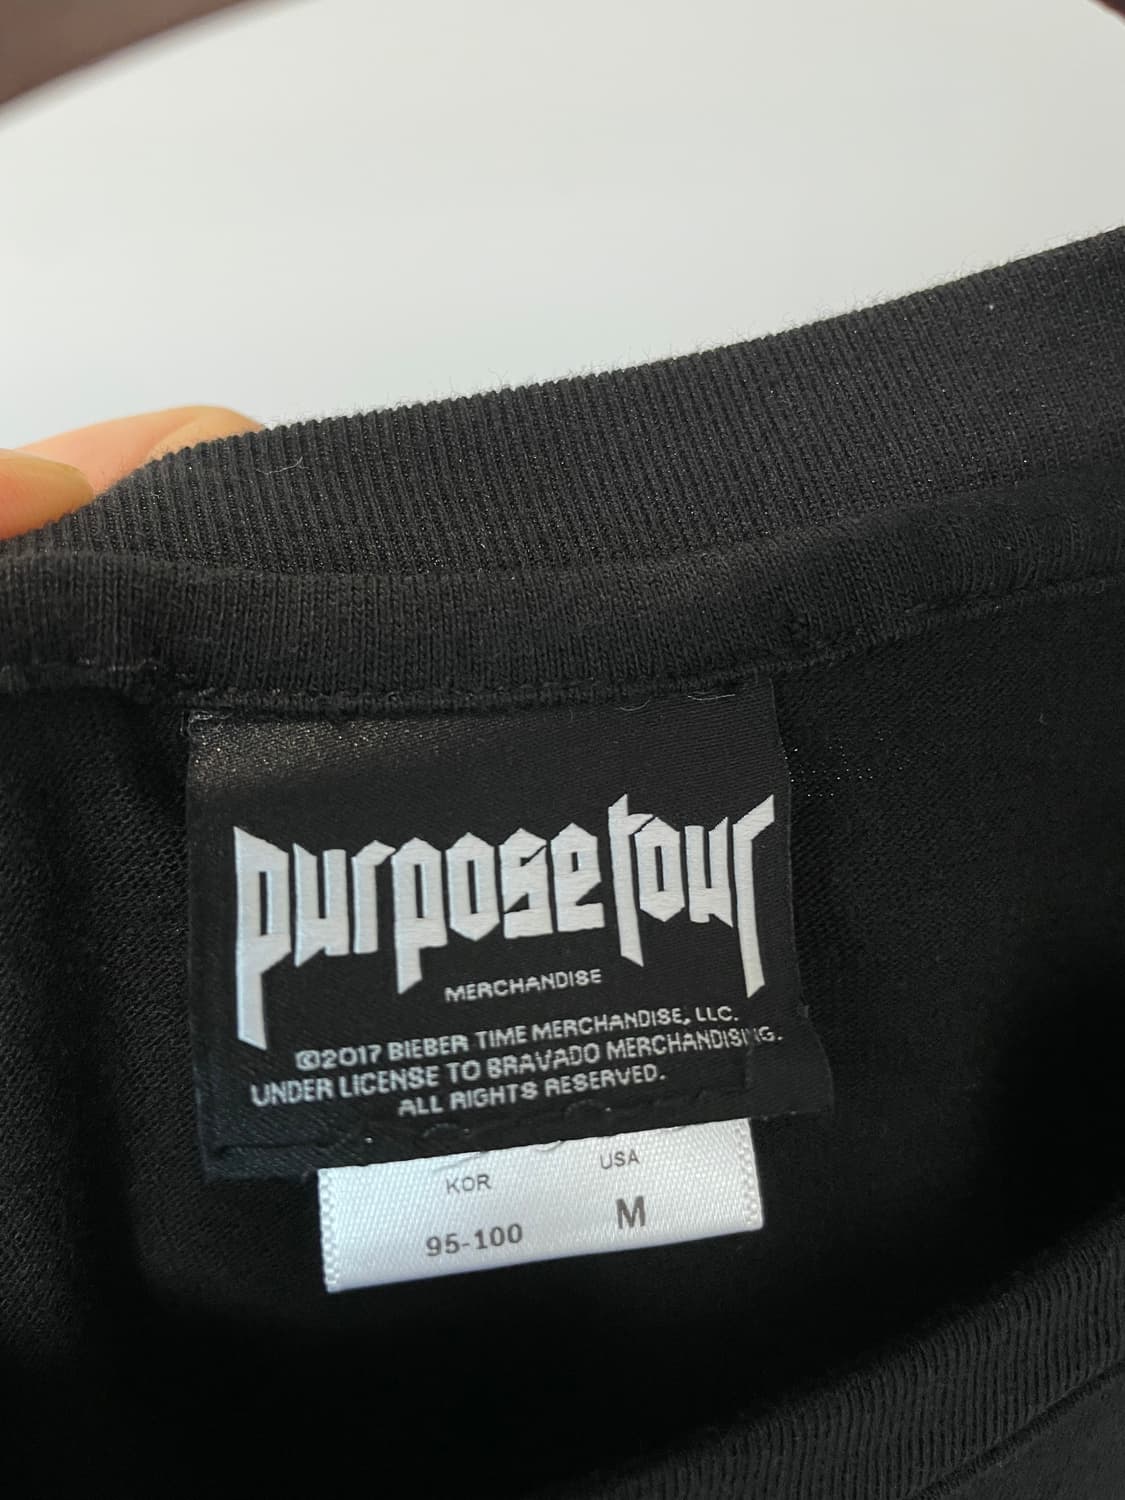 purpose tour
MERCHANDISE
©2017 BIEBER TIME MERCHANDISE, LLC.
UNDER LICENSE TO BRAVADO MERCHANDISING.
ALL RIGHTS RESERVED.
KOR USA
95-100 M